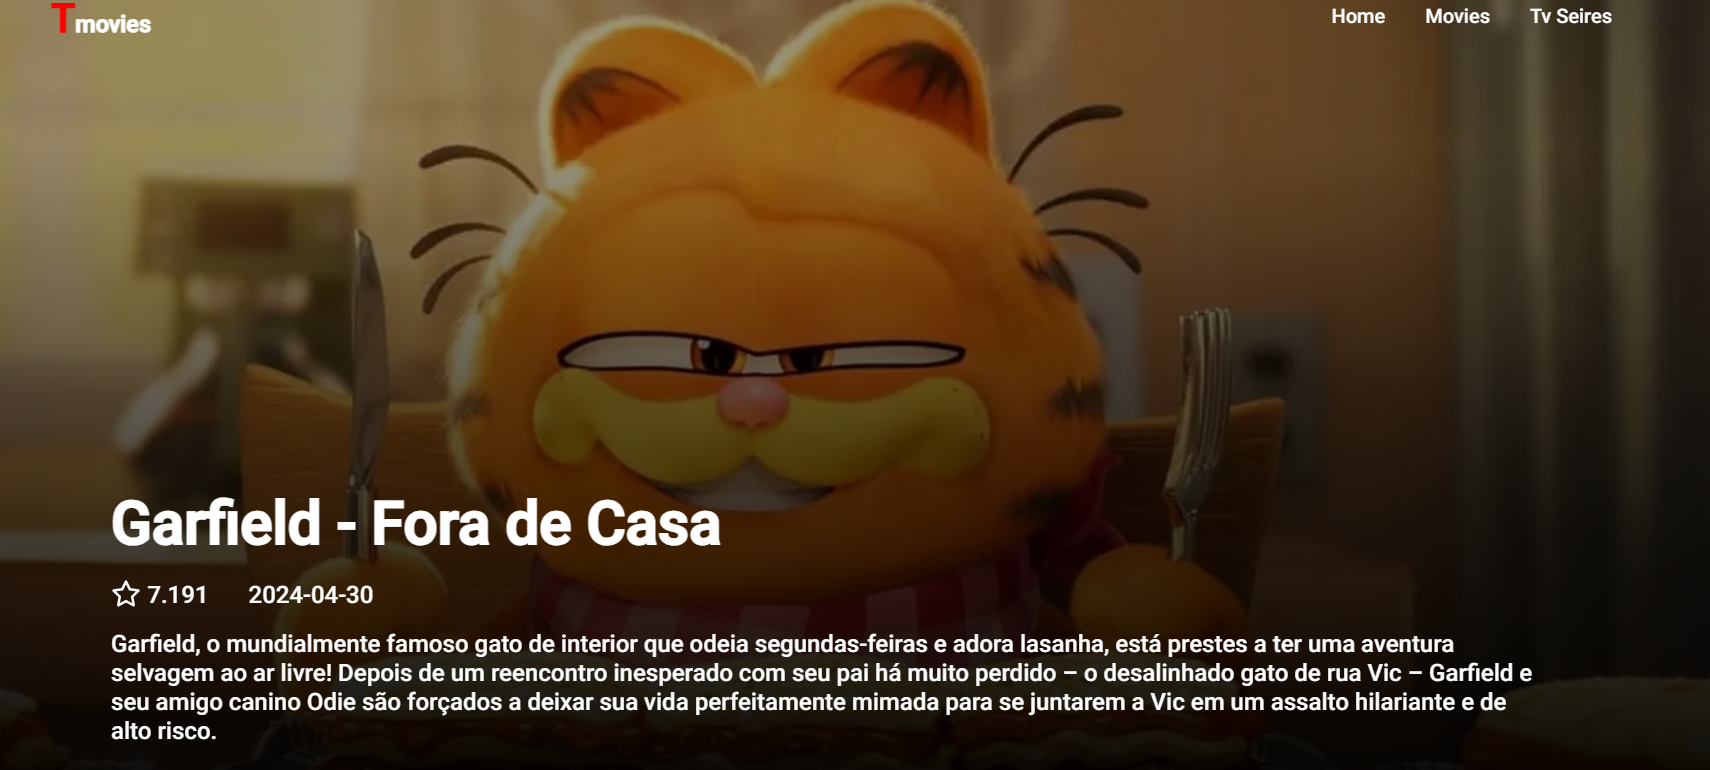 Tmovies
Home Movies Tv Seires
Garfield - Fora de Casa
7.191 2024-04-30
Garfield, o mundialmente famoso gato de interior que odeia segundas-feiras e adora lasanha, está prestes a ter uma aventura
selvagem ao ar livre! Depois de um reencontro inesperado com seu pai há muito perdido – o desalinhado gato de rua Vic – Garfield e
seu amigo canino Odie são forçados a deixar sua vida perfeitamente mimada para se juntarem a Vic em um assalto hilariante e de
alto risco.